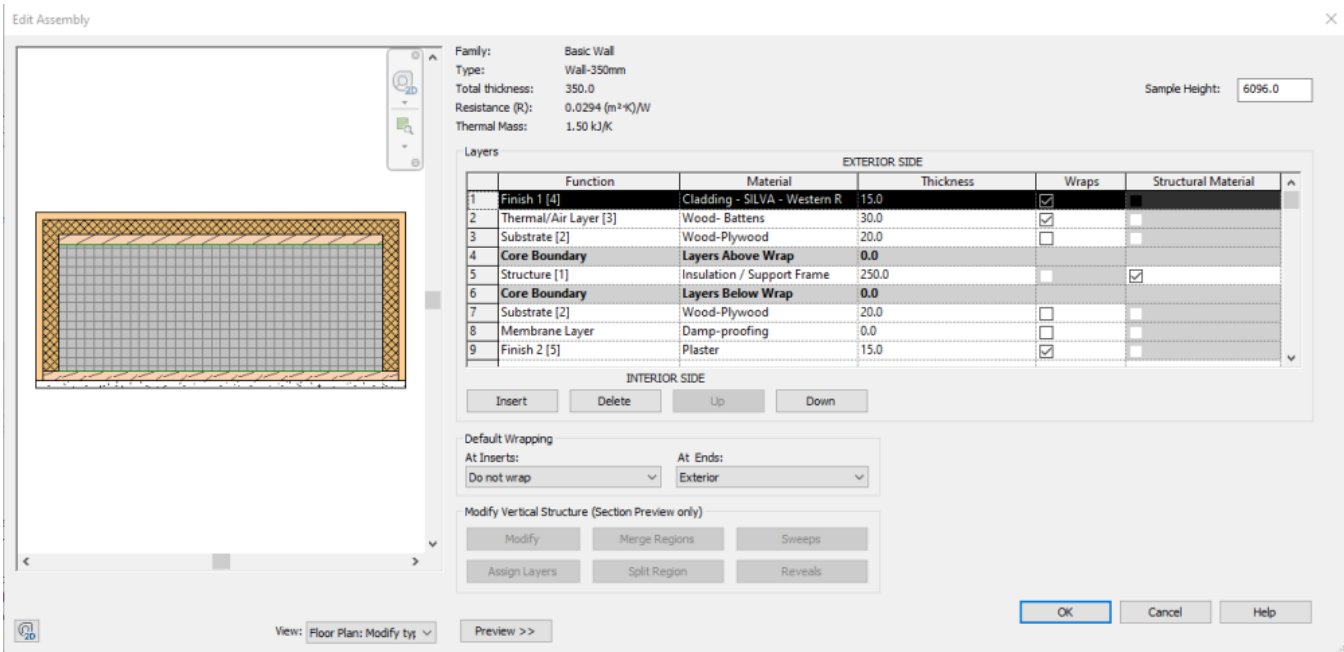 Edit Assembly
Family: Basic Wall
Type: Wall-350mm
Total thickness: 350.0
Resistance (R): 0.0294 (m²·K)/W
Thermal Mass: 1.50 kJ/K
Sample Height: 6096.0
Layers
EXTERIOR SIDE
Function Material Thickness Wraps Structural Material
1 Finish 1 [4] Cladding - SILVA - Western R 15.0
2 Thermal/Air Layer [3] Wood- Battens 30.0
3 Substrate [2] Wood-Plywood 20.0
4 Core Boundary Layers Above Wrap 0.0
5 Structure [1] Insulation / Support Frame 250.0
6 Core Boundary Layers Below Wrap 0.0
7 Substrate [2] Wood-Plywood 20.0
8 Membrane Layer Damp-proofing 0.0
9 Finish 2 [5] Plaster 15.0
INTERIOR SIDE
Insert Delete Up Down
Default Wrapping
At Inserts: At Ends:
Do not wrap Exterior
Modify Vertical Structure (Section Preview only)
Modify Merge Regions Sweeps
Assign Layers Split Region Reveals
OK Cancel Help
View: Floor Plan: Modify typ Preview >>
2D
2D